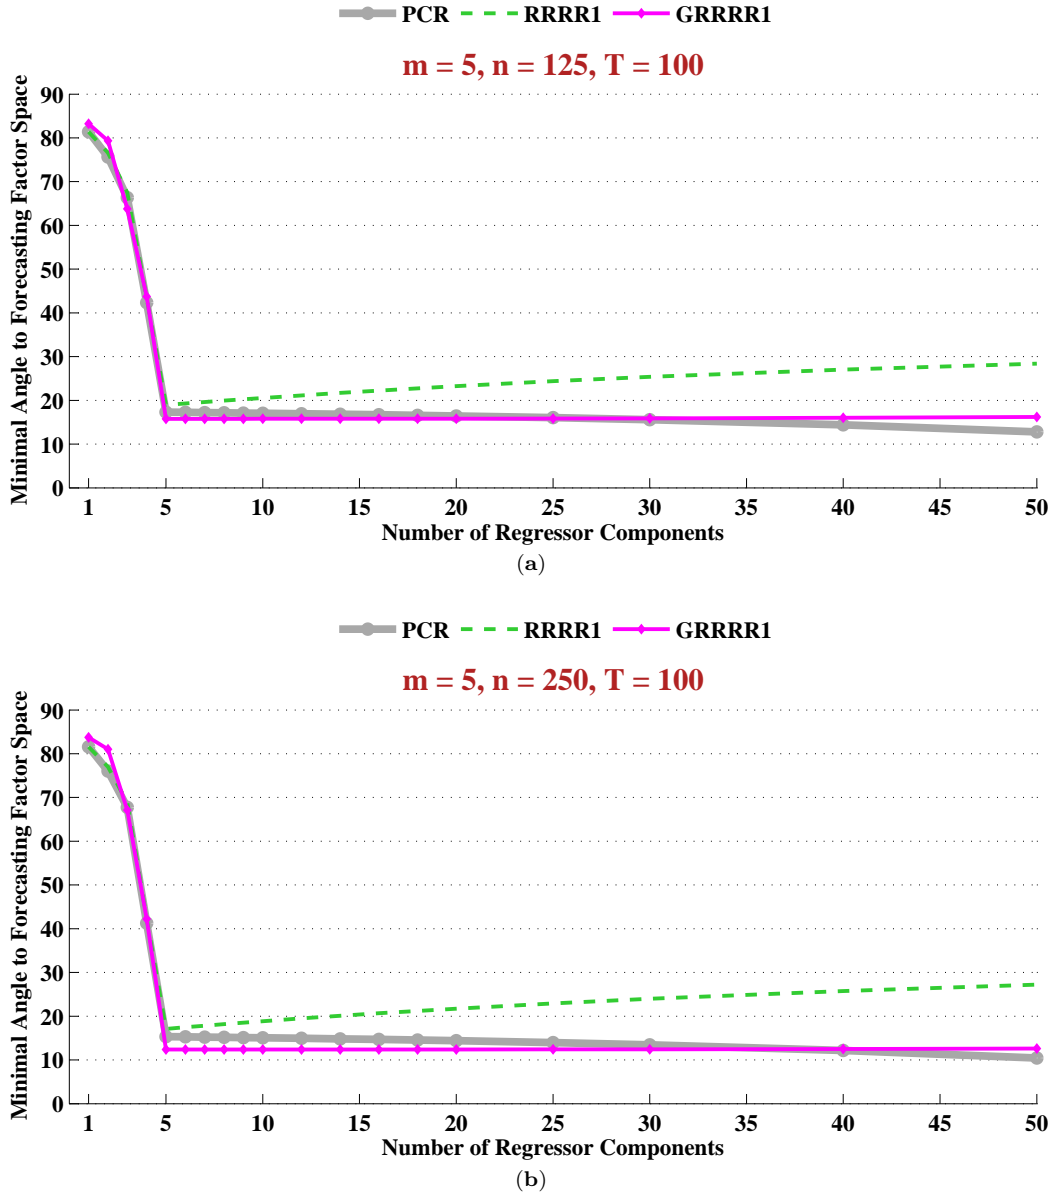 PCR RRRR1 GRRRR1
m = 5, n = 125, T = 100
Minimal Angle to Forecasting Factor Space
90
80
70
60
50
40
30
20
10
0
1 5 10 15 20 25 30 35 40 45 50
Number of Regressor Components
(a)
PCR RRRR1 GRRRR1
m = 5, n = 250, T = 100
Minimal Angle to Forecasting Factor Space
90
80
70
60
50
40
30
20
10
0
1 5 10 15 20 25 30 35 40 45 50
Number of Regressor Components
(b)